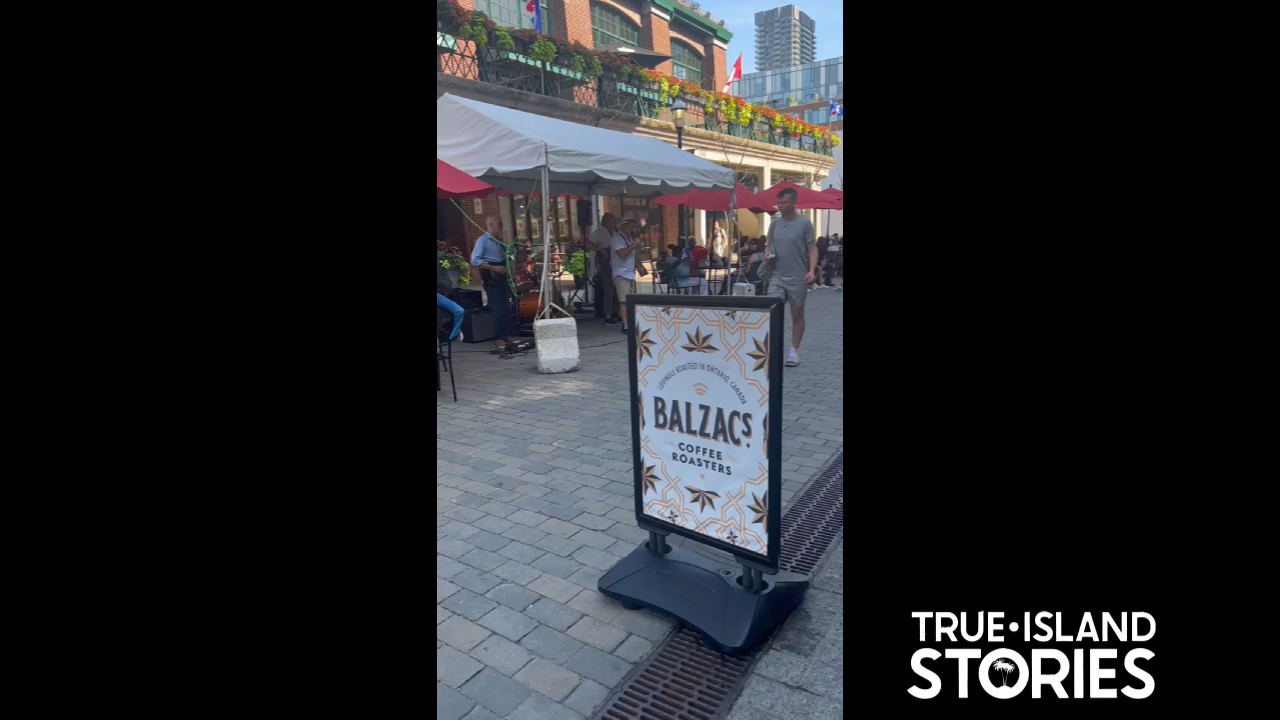 LOVINGLY ROASTED IN ONTARIO, CANADA
BALZAC'S
COFFEE
ROASTERS
TRUE•ISLAND
STORIES